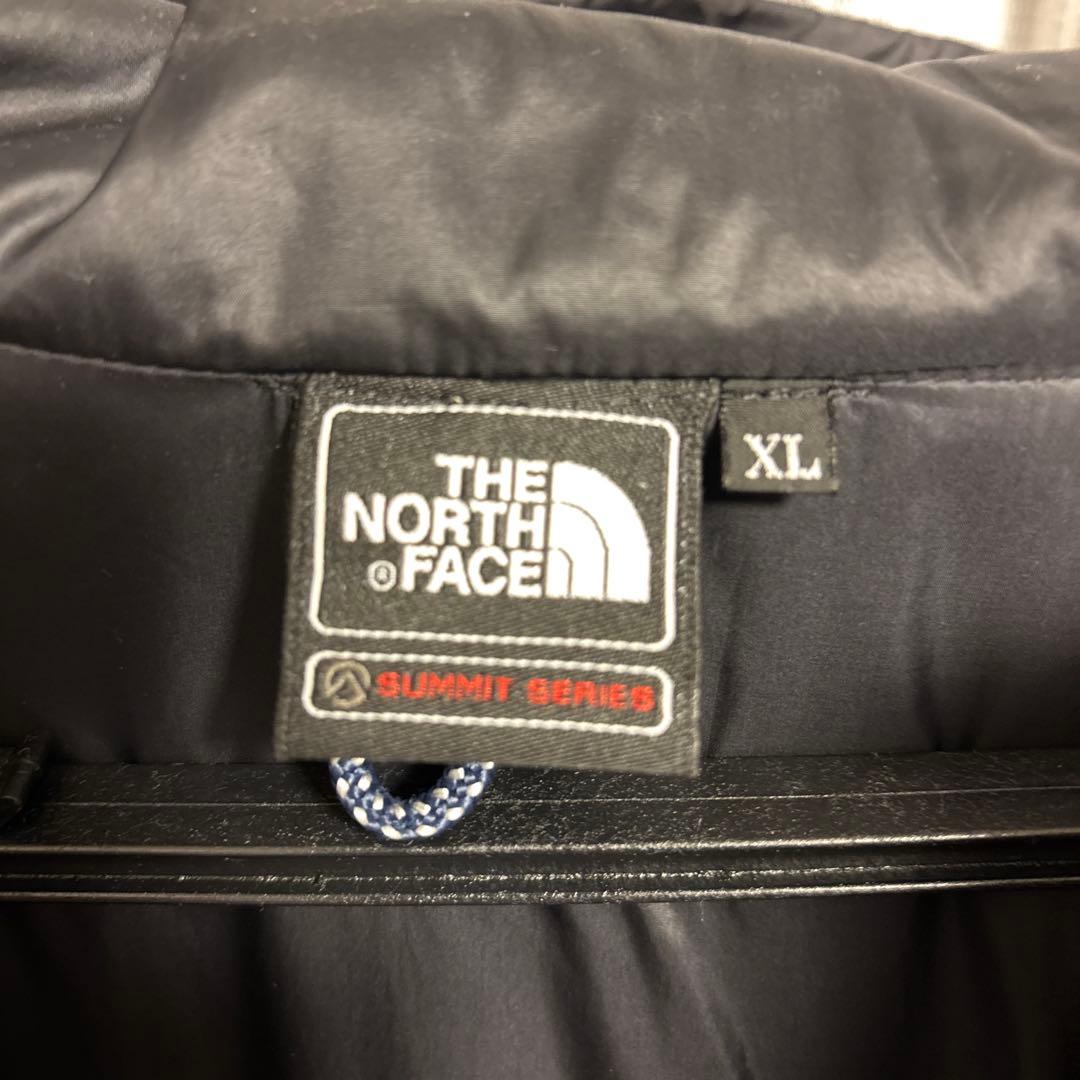 THE
NORTH
® FACE
SUMMIT SERIES
XL